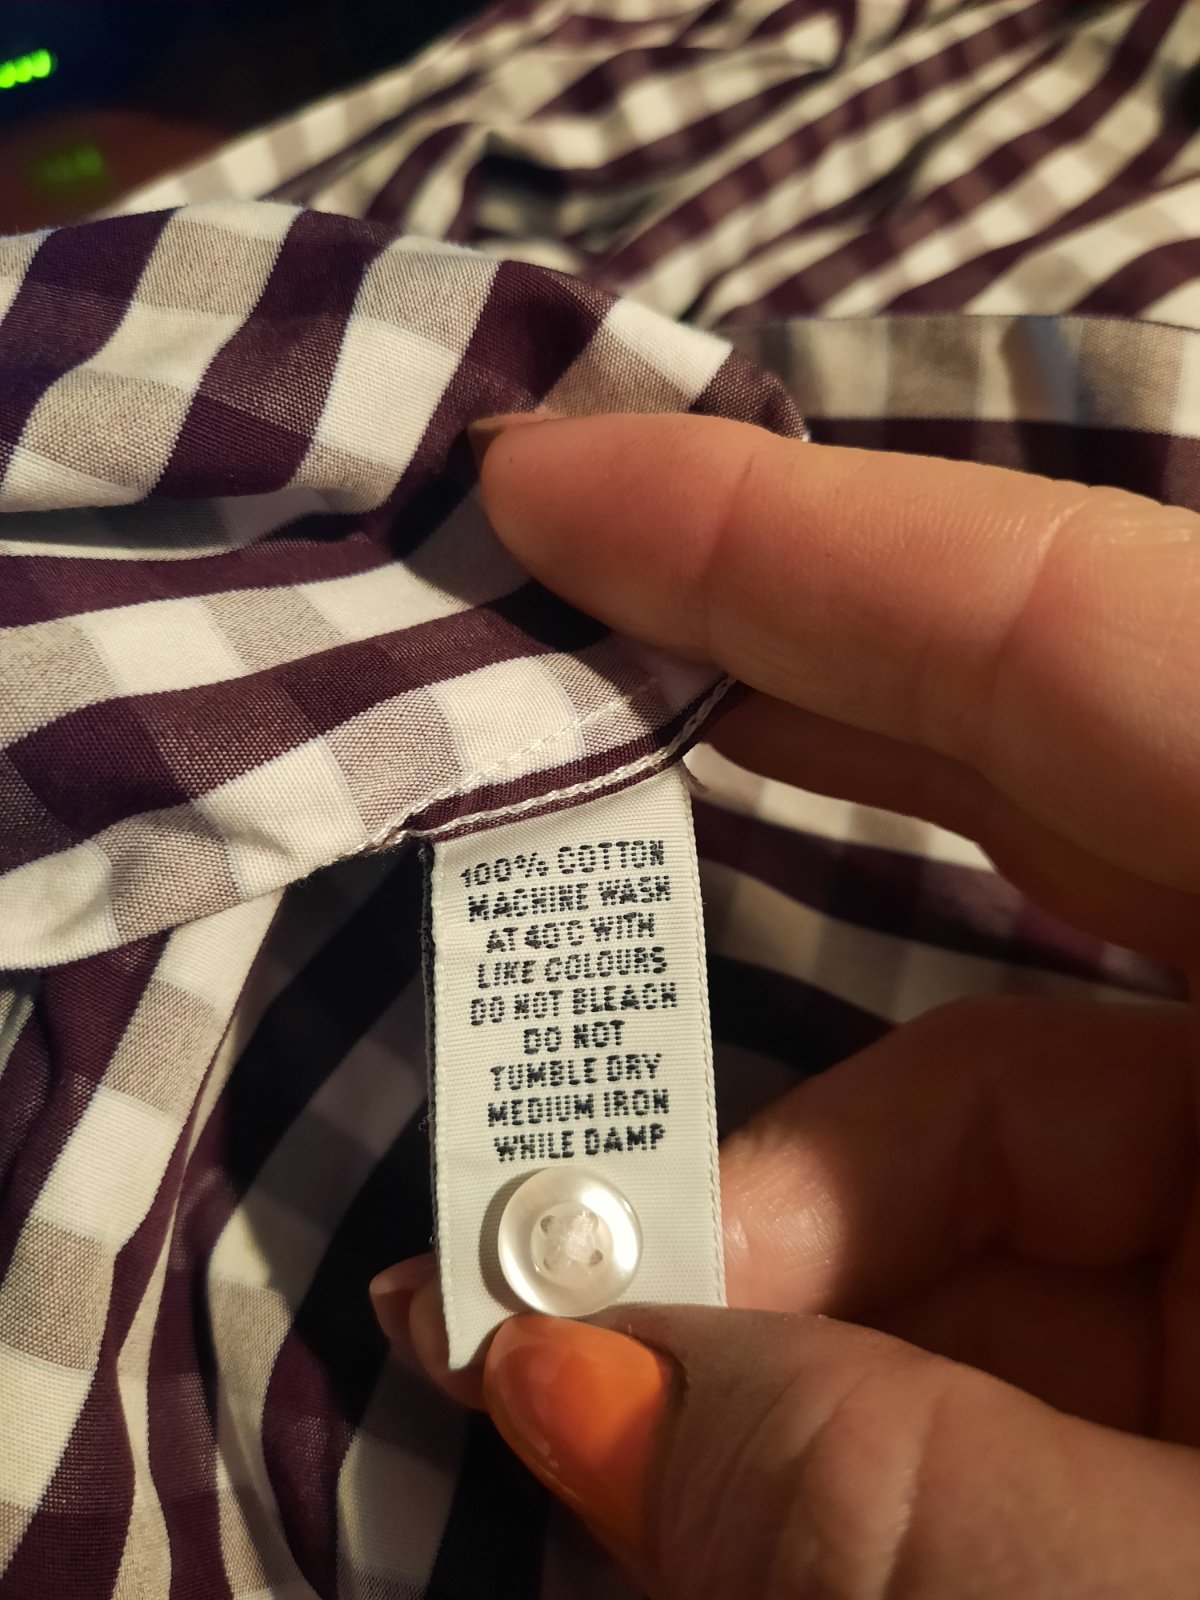 100% COTTON
MACHINE WASH
AT 40°C WITH
LIKE COLOURS
DO NOT BLEACH
DO NOT
TUMBLE DRY
MEDIUM IRON
WHILE DAMP